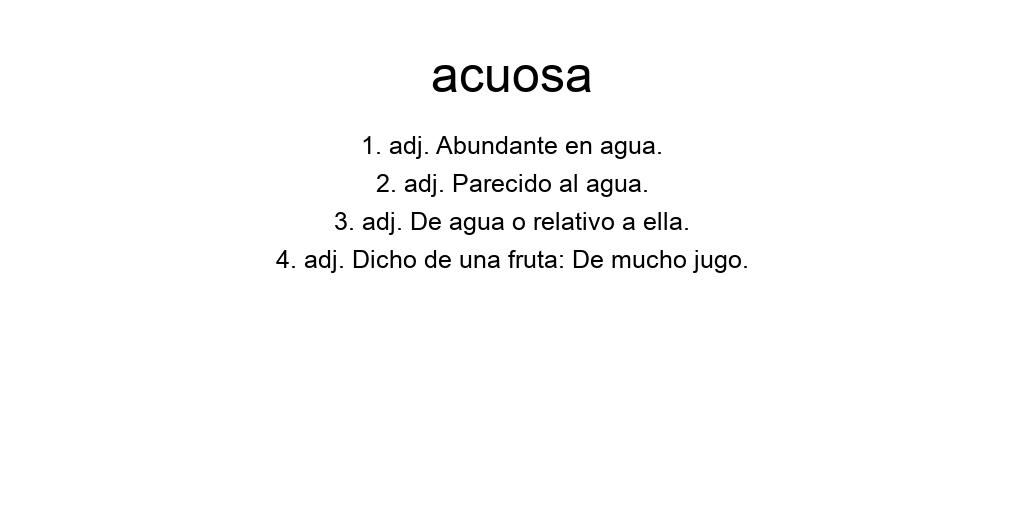 acuosa
1. adj. Abundante en agua.
2. adj. Parecido al agua.
3. adj. De agua o relativo a ella.
4. adj. Dicho de una fruta: De mucho jugo.